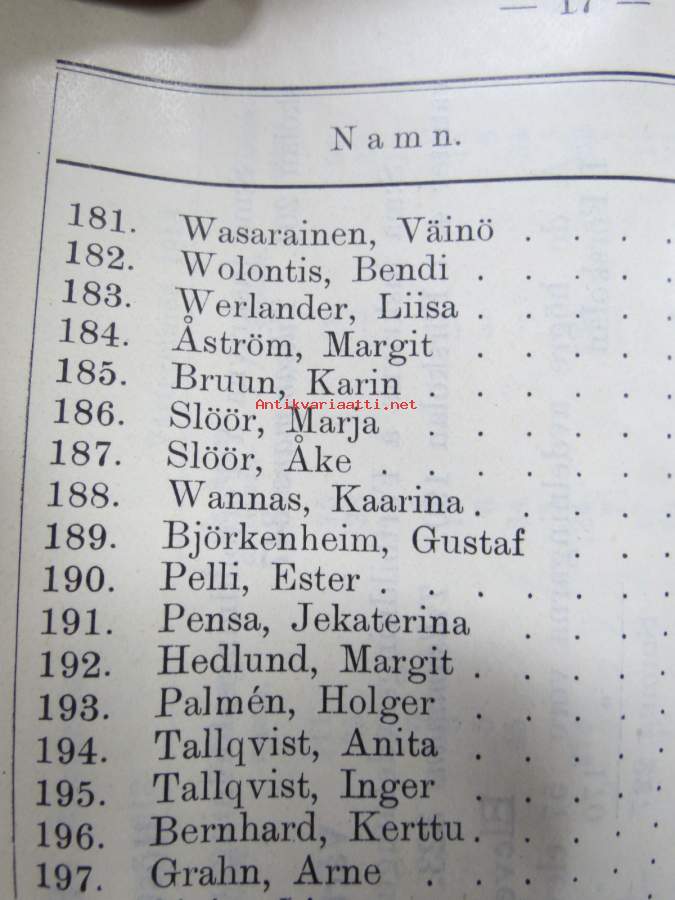 — 17 —
Namn.
181. Wasarainen, Väinö . . . .
182. Wolontis, Bendi . . . . .
183. Werlander, Liisa . . . . .
184. Åström, Margit . . . . .
185. Bruun, Karin . . . . . .
Antikvariaatti.net
186. Slöör, Marja . . . . . .
187. Slöör, Åke . . . . . . .
188. Wannas, Kaarina . . . . .
189. Björkenheim, Gustaf . . .
190. Pelli, Ester . . . . . . .
191. Pensa, Jekaterina . . . .
192. Hedlund, Margit . . . . .
193. Palmén, Holger . . . . .
194. Tallqvist, Anita . . . . .
195. Tallqvist, Inger . . . . .
196. Bernhard, Kerttu . . . . .
197. Grahn, Arne . . . . . .